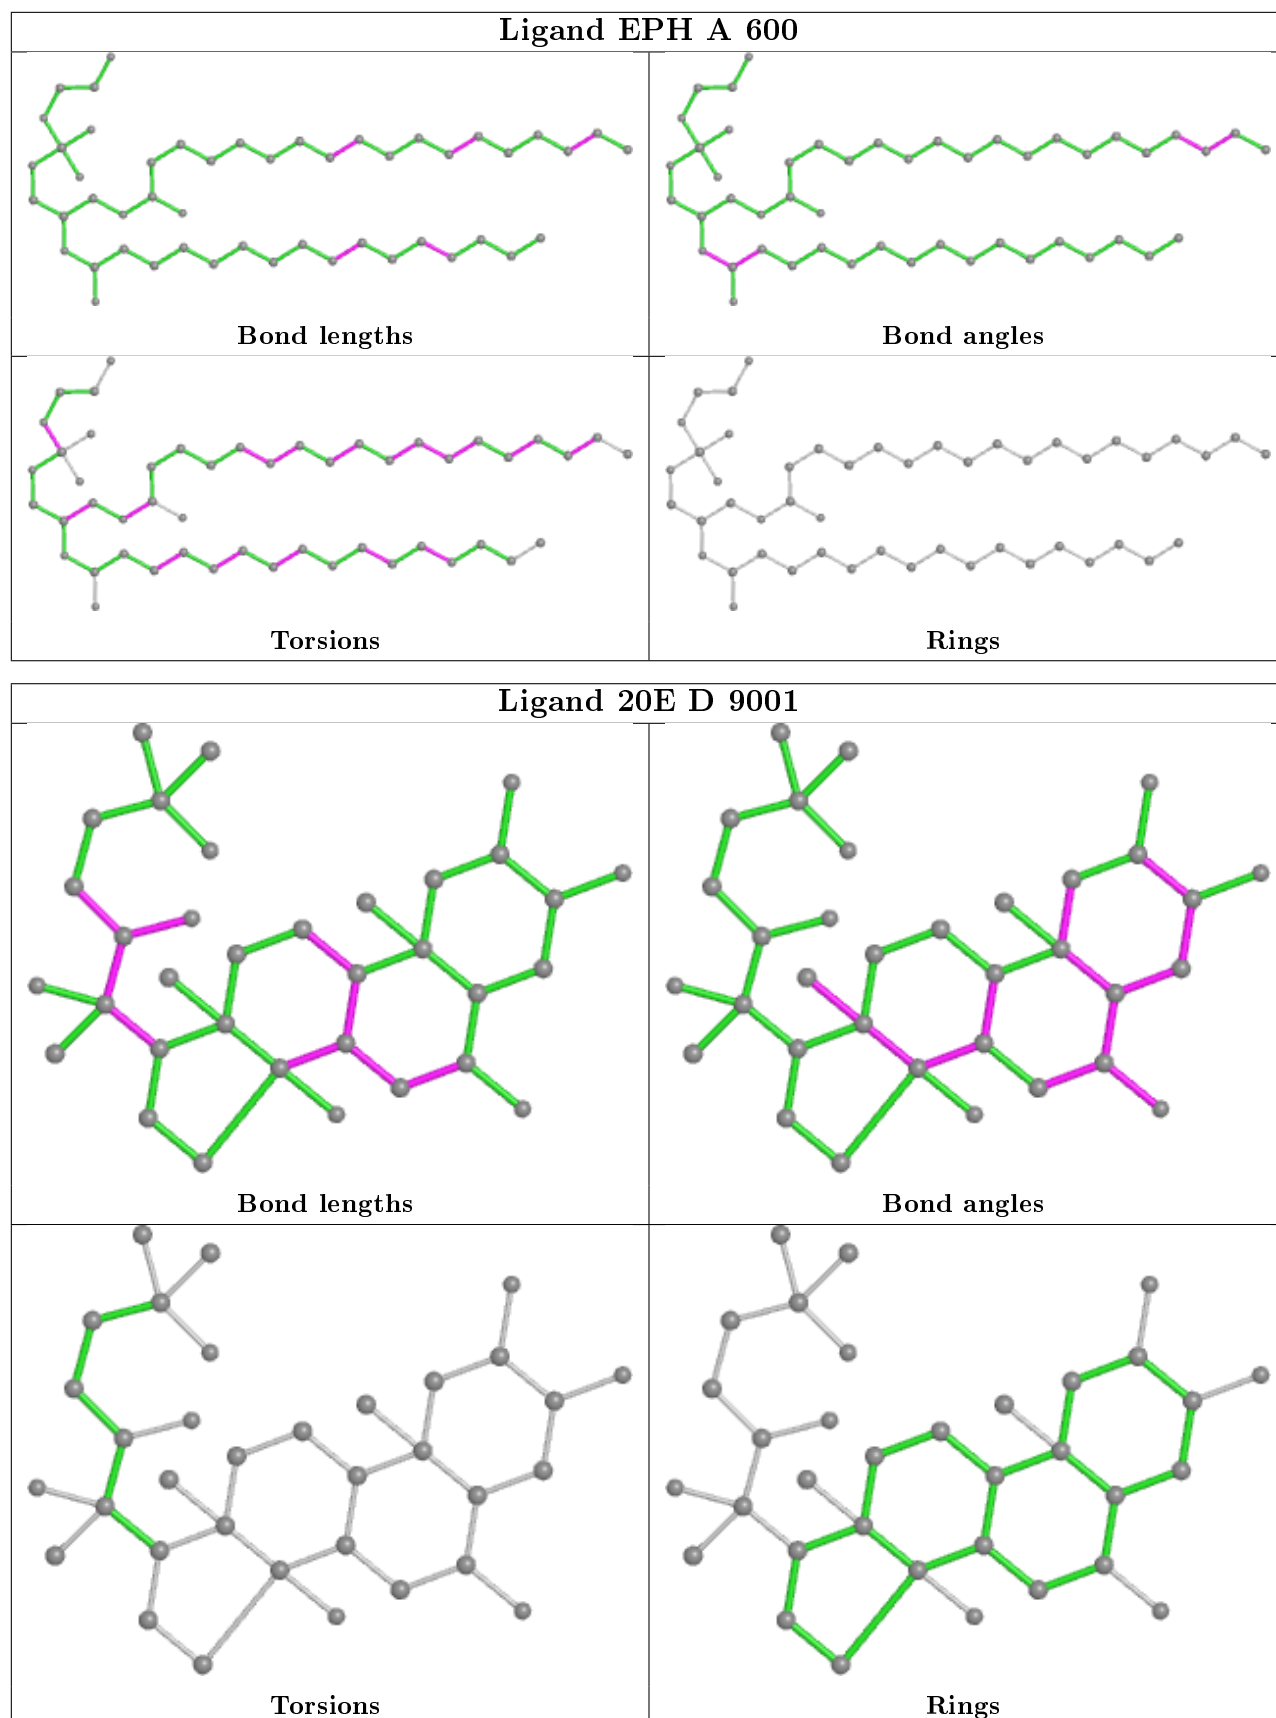 Ligand EPH A 600
Bond lengths
Bond angles
Torsions
Rings
Ligand 20E D 9001
Bond lengths
Bond angles
Torsions
Rings